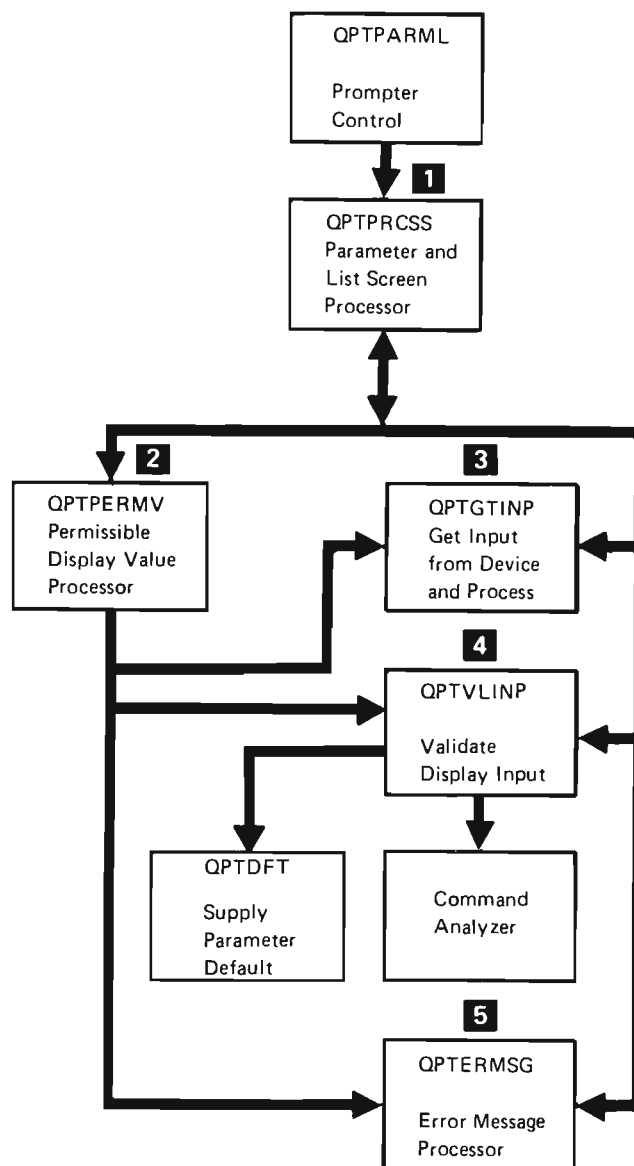 QPTPARML
Prompter
Control
1
QPTPRCSS
Parameter and
List Screen
Processor
2
QPTPERMV
Permissible
Display Value
Processor
3
QPTGTINP
Get Input
from Device
and Process
4
QPTVLINP
Validate
Display Input
QPTDFT
Supply
Parameter
Default
Command
Analyzer
5
QPTERMSG
Error Message
Processor